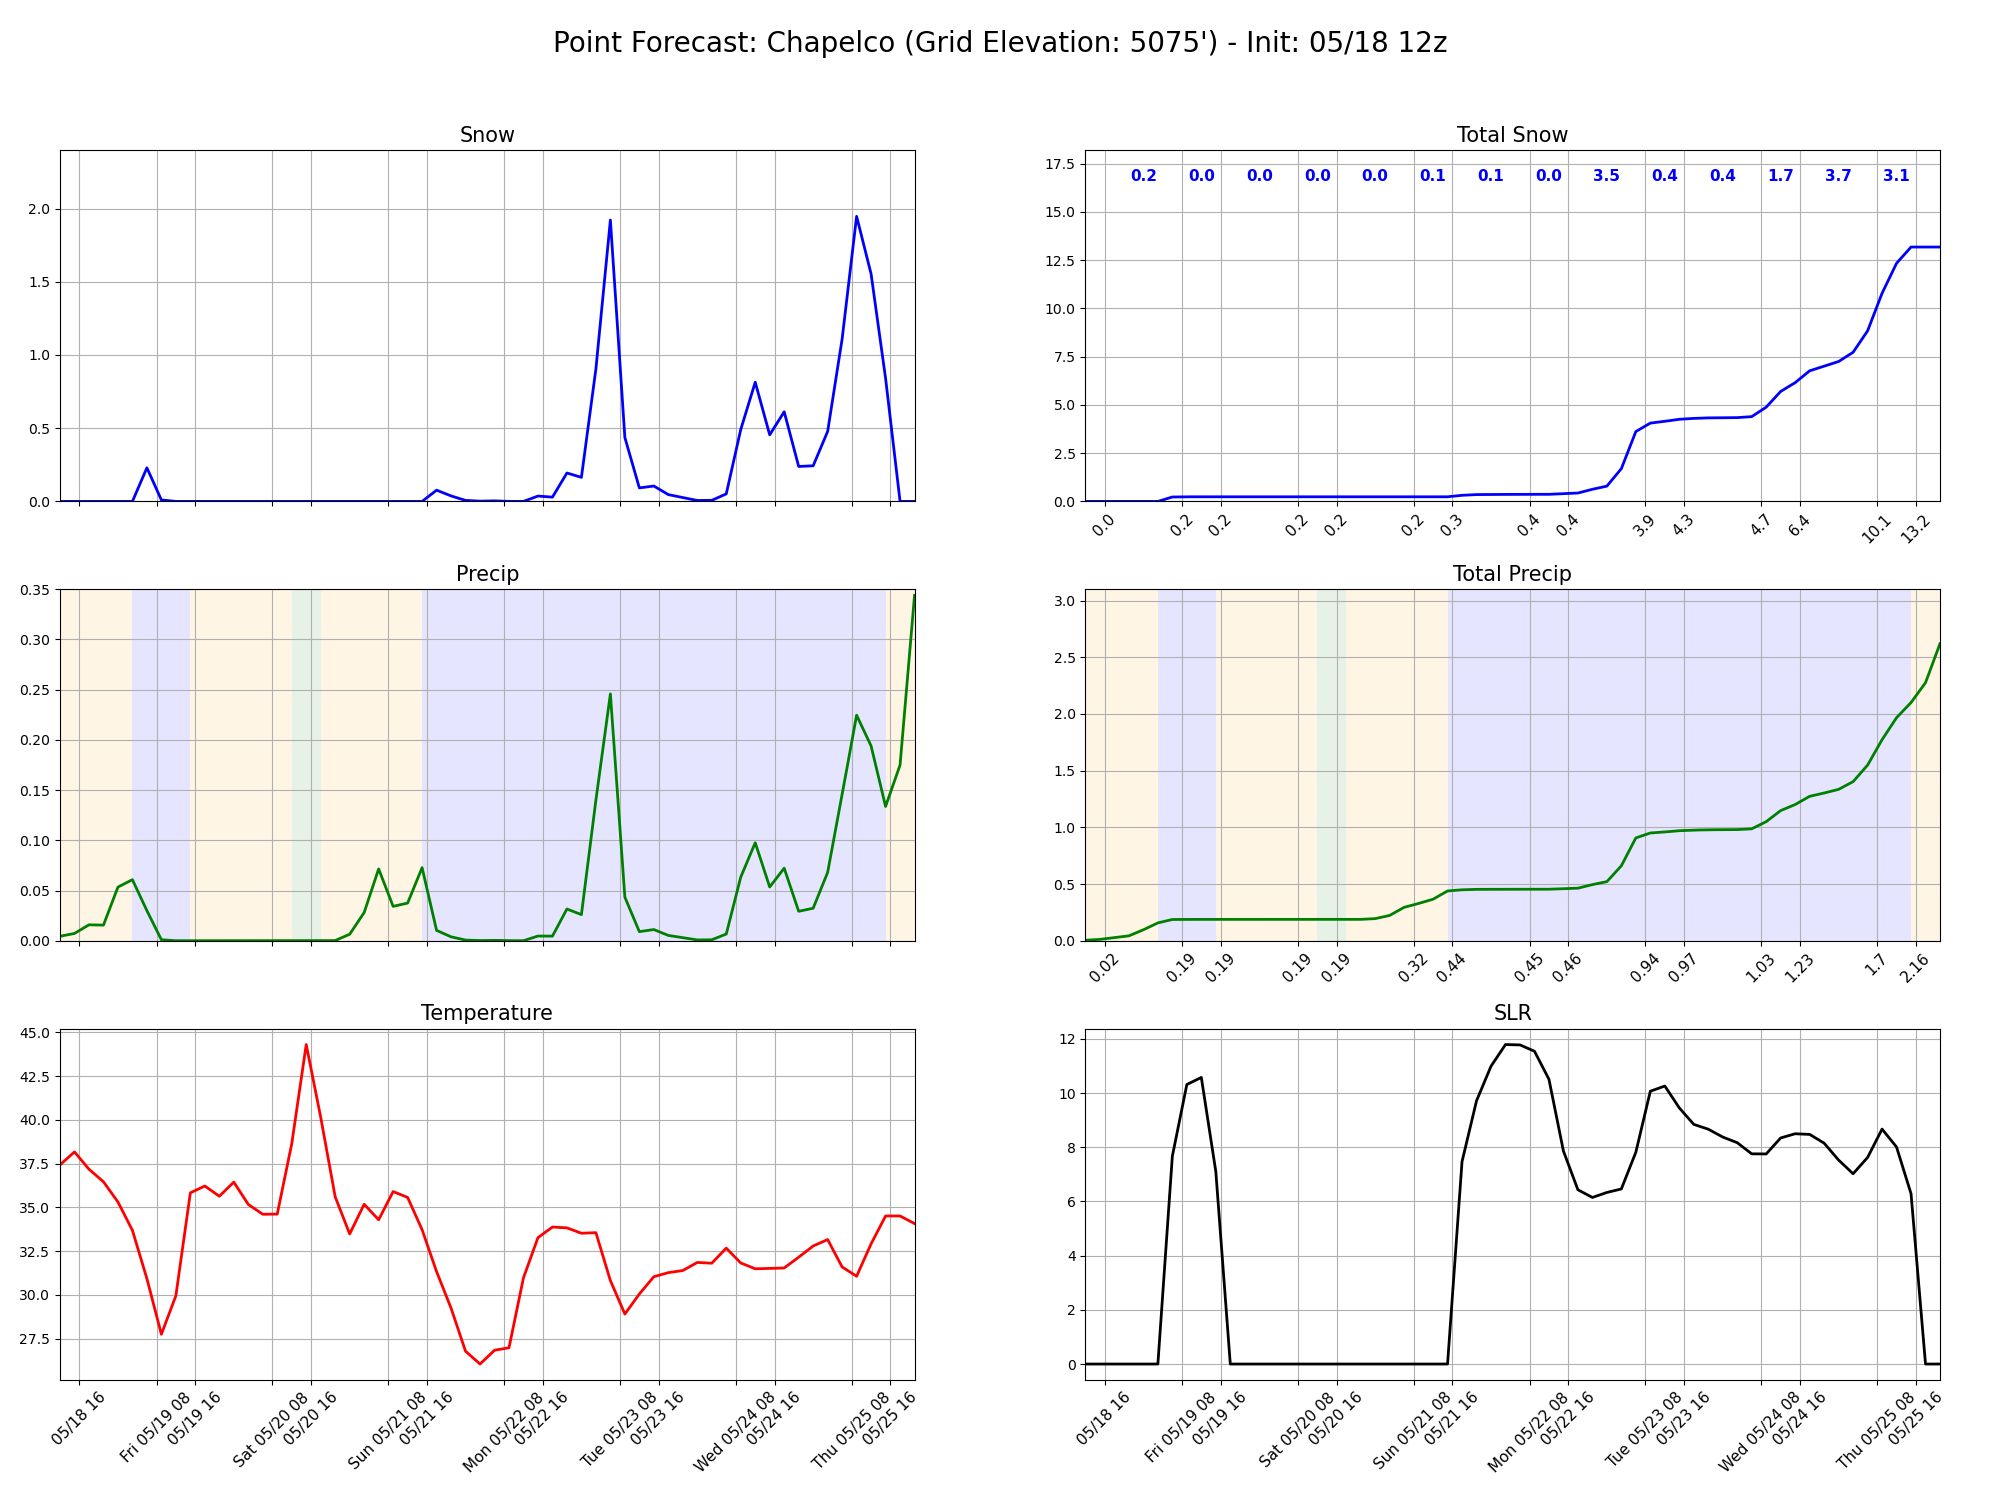 Point Forecast: Chapelco (Grid Elevation: 5075') - Init: 05/18 12z
Snow
2.0
1.5
1.0
0.5
0.0
Total Snow
17.5
15.0
12.5
10.0
7.5
5.0
2.5
0.0
0.2 0.0 0.0 0.0 0.0 0.1 0.1 0.0 3.5 0.4 0.4 1.7 3.7 3.1
0.0 0.2 0.2 0.2 0.2 0.2 0.3 0.4 0.4 3.9 4.3 4.7 6.4 10.1 13.2
Precip
0.35
0.30
0.25
0.20
0.15
0.10
0.05
0.00
Total Precip
3.0
2.5
2.0
1.5
1.0
0.5
0.0
0.02 0.19 0.19 0.19 0.19 0.32 0.44 0.45 0.46 0.94 0.97 1.03 1.23 1.7 2.16
Temperature
45.0
42.5
40.0
37.5
35.0
32.5
30.0
27.5
05/18 16
Fri 05/19 08
05/19 16
Sat 05/20 08
05/20 16
Sun 05/21 08
05/21 16
Mon 05/22 08
05/22 16
Tue 05/23 08
05/23 16
Wed 05/24 08
05/24 16
Thu 05/25 08
05/25 16
SLR
12
10
8
6
4
2
0
05/18 16
Fri 05/19 08
05/19 16
Sat 05/20 08
05/20 16
Sun 05/21 08
05/21 16
Mon 05/22 08
05/22 16
Tue 05/23 08
05/23 16
Wed 05/24 08
05/24 16
Thu 05/25 08
05/25 16